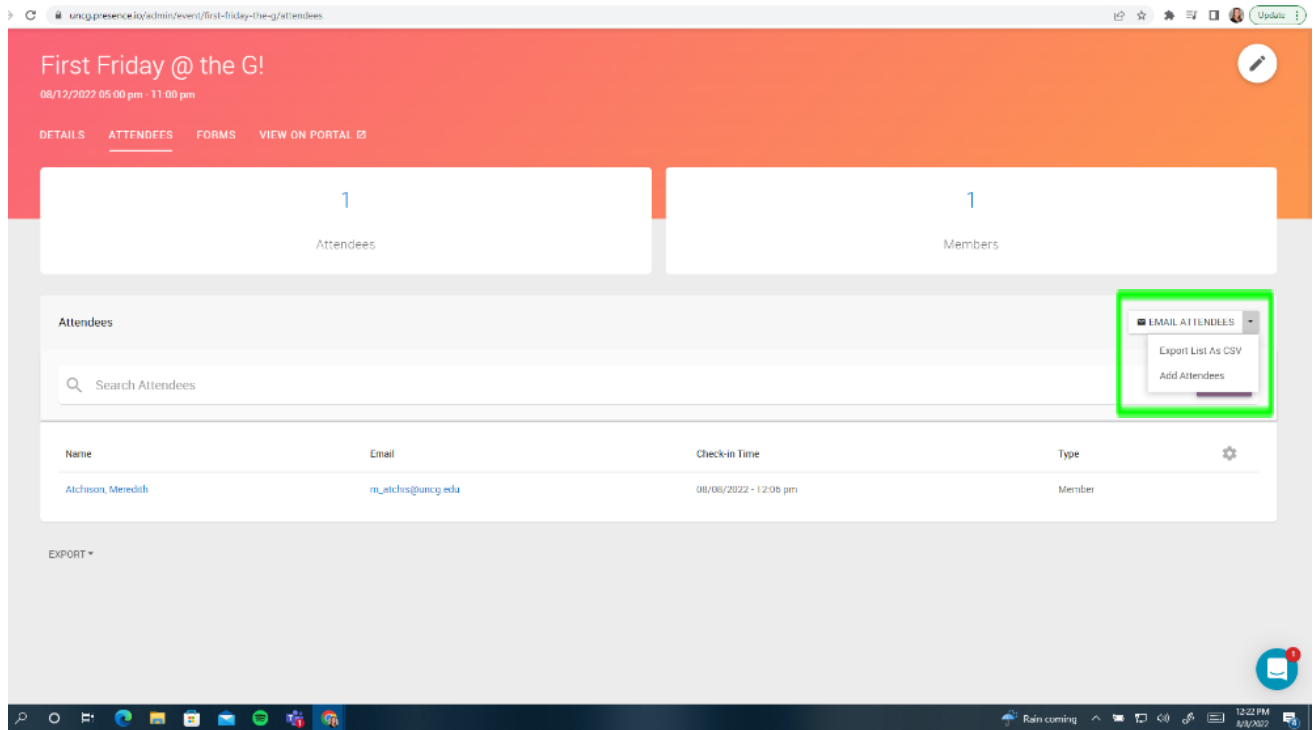 uncg.presence.io/admin/event/first-friday-the-g/attendees
Update
First Friday @ the G!
08/12/2022 05:00 pm - 11:00 pm
DETAILS ATTENDEES FORMS VIEW ON PORTAL
1
Attendees
1
Members
Attendees
EMAIL ATTENDEES
Export List As CSV
Add Attendees
Search Attendees
Name Email Check-in Time Type
Atchison, Meredith m_atchis@uncg.edu 08/08/2022 - 12:06 pm Member
EXPORT
1
Rain coming
12:22 PM
8/8/2022